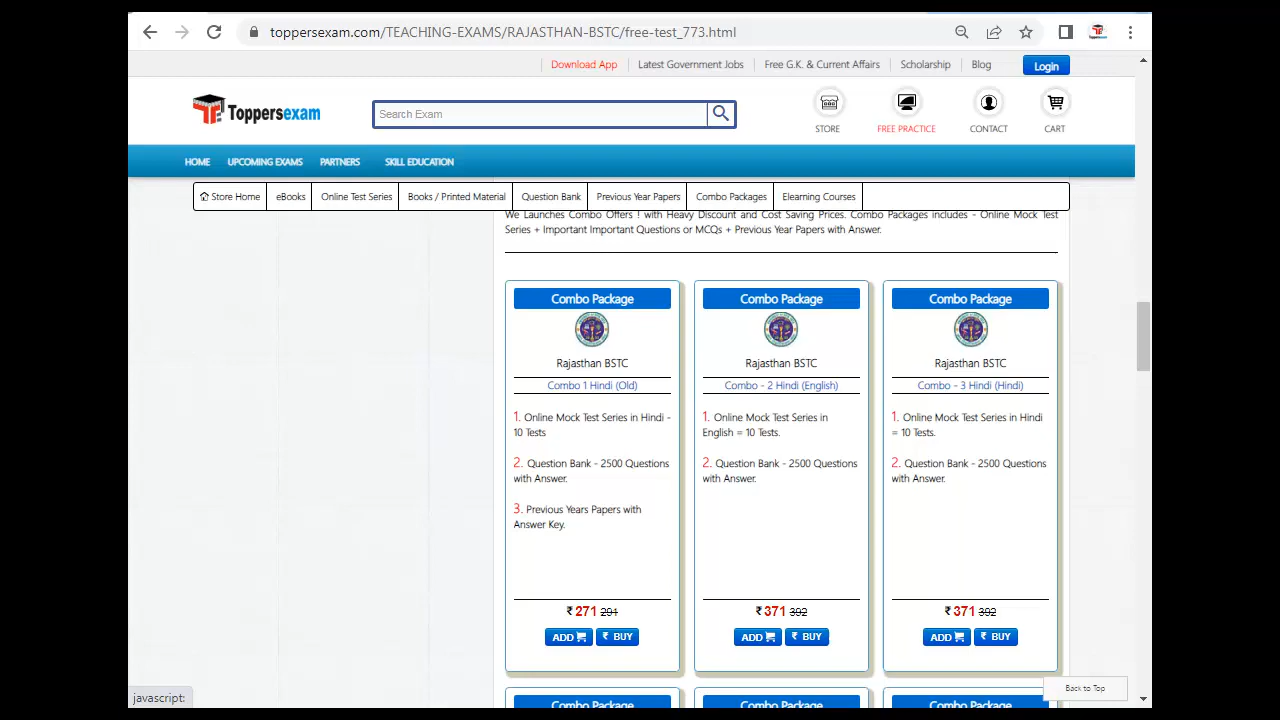 toppersexam.com/TEACHING-EXAMS/RAJASTHAN-BSTC/free-test_773.html
Download App Latest Government Jobs Free G.K. & Current Affairs Scholarship Blog Login
Toppersexam
Search Exam
STORE FREE PRACTICE CONTACT CART
HOME UPCOMING EXAMS PARTNERS SKILL EDUCATION
Store Home eBooks Online Test Series Books / Printed Material Question Bank Previous Year Papers Combo Packages Elearning Courses
We Launches Combo Offers ! with Heavy Discount and Cost Saving Prices. Combo Packages includes - Online Mock Test
Series + Important Important Questions or MCQs + Previous Year Papers with Answer.
Combo Package
Rajasthan BSTC
Combo 1 Hindi (Old)
1. Online Mock Test Series in Hindi -
10 Tests
2. Question Bank - 2500 Questions
with Answer.
3. Previous Years Papers with
Answer Key.
₹ 271 291
ADD ₹ BUY
Combo Package
Rajasthan BSTC
Combo - 2 Hindi (English)
1. Online Mock Test Series in
English = 10 Tests.
2. Question Bank - 2500 Questions
with Answer.
₹ 371 392
ADD ₹ BUY
Combo Package
Rajasthan BSTC
Combo - 3 Hindi (Hindi)
1. Online Mock Test Series in Hindi
= 10 Tests.
2. Question Bank - 2500 Questions
with Answer.
₹ 371 392
ADD ₹ BUY
Back to Top
javascript:
Combo Package Combo Package Combo Package